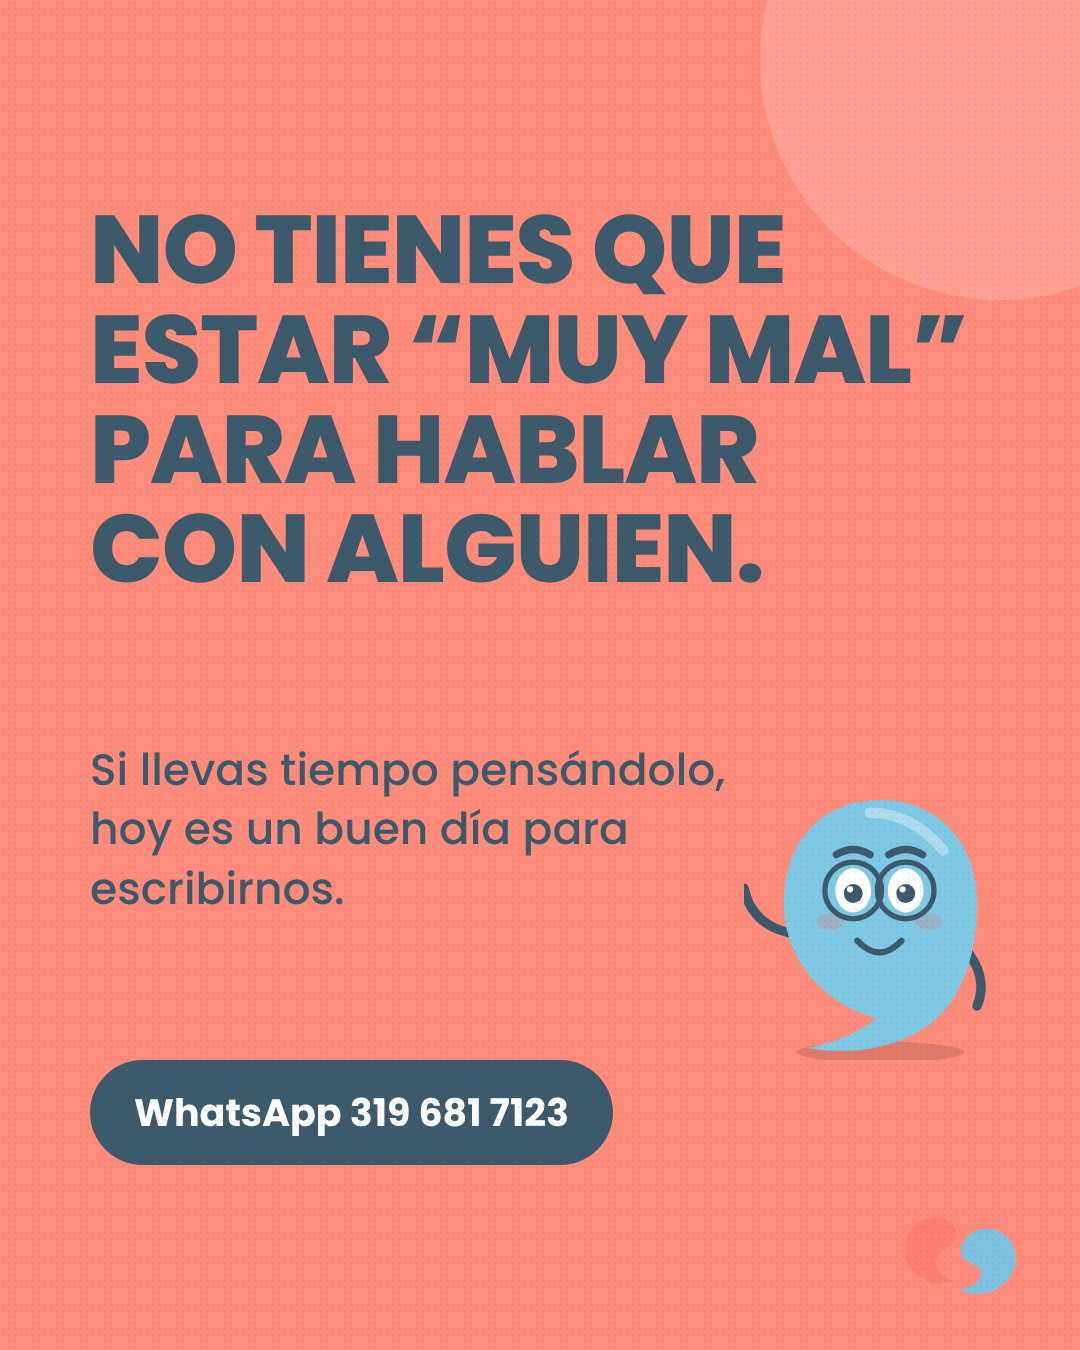 NO TIENES QUE
ESTAR “MUY MAL”
PARA HABLAR
CON ALGUIEN.
Si llevas tiempo pensándolo,
hoy es un buen día para
escribirnos.
WhatsApp 319 681 7123